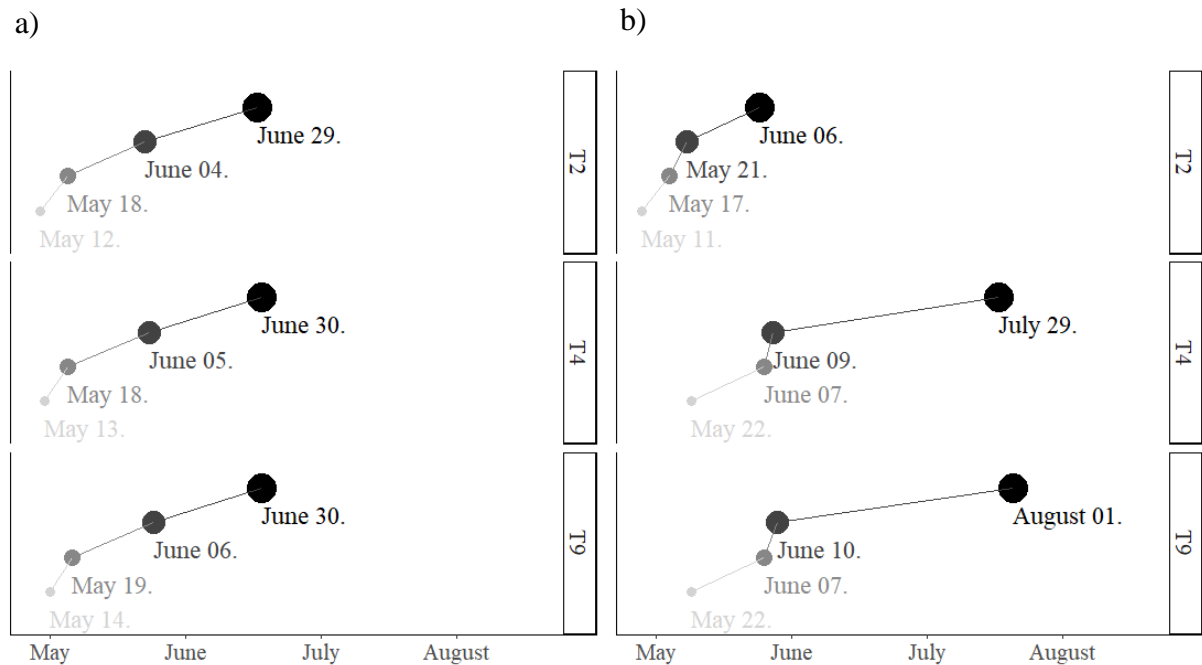 a)
June 29.
June 04.
May 18.
May 12.
T2
June 30.
June 05.
May 18.
May 13.
T4
June 30.
June 06.
May 19.
May 14.
T9
May June July August
b)
June 06.
May 21.
May 17.
May 11.
T2
July 29.
June 09.
June 07.
May 22.
T4
August 01.
June 10.
June 07.
May 22.
T9
May June July August